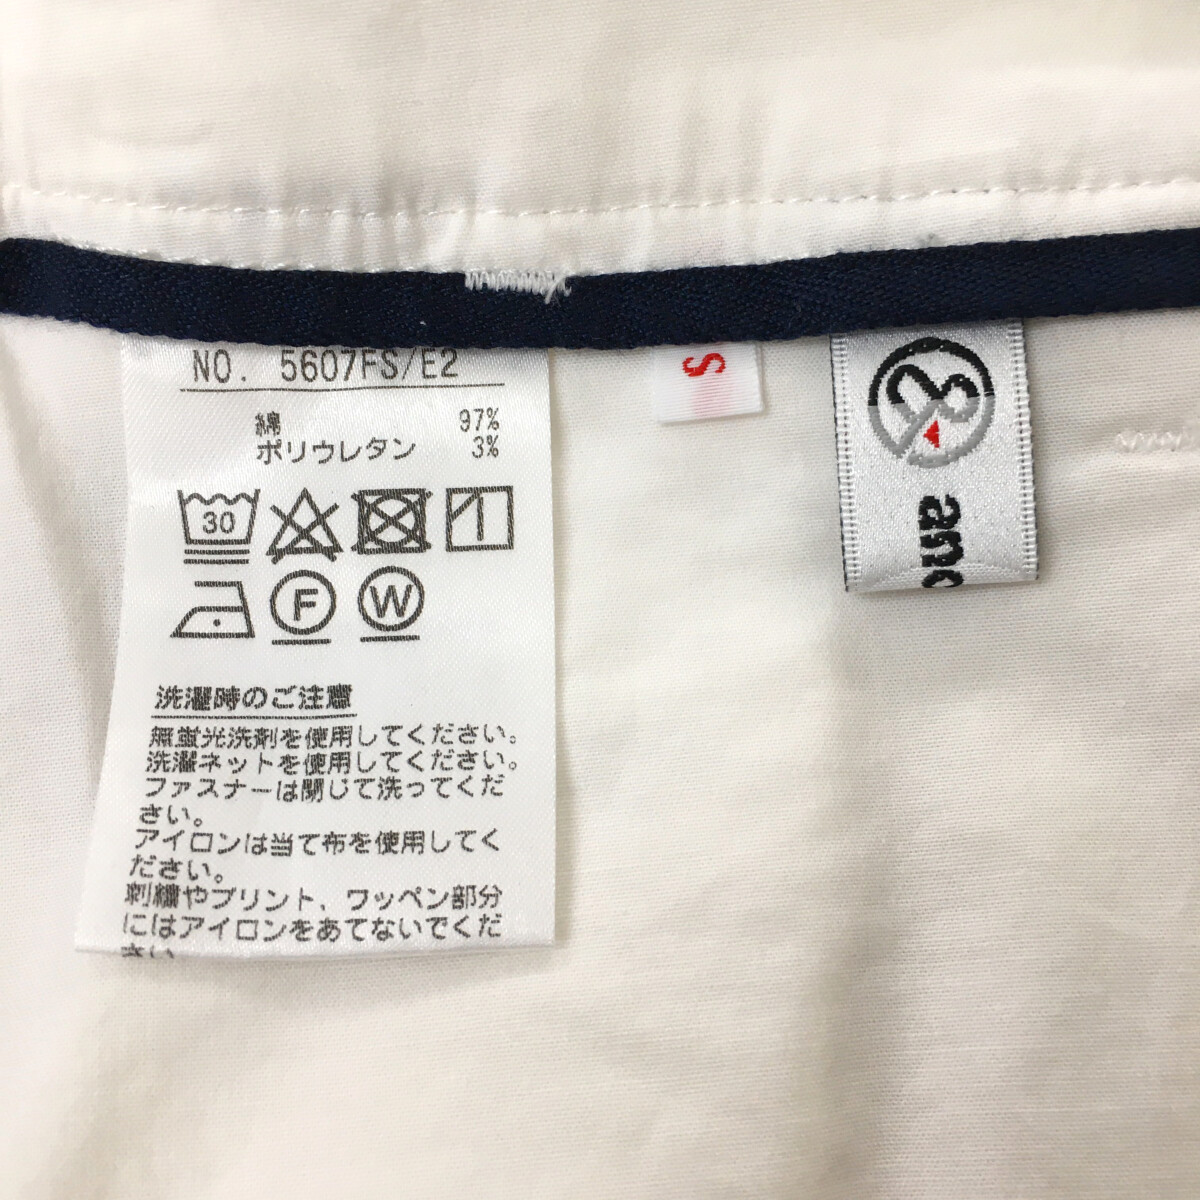 NO. 5607FS/E2
綿 97%
ポリウレタン 3%
30
F W
洗濯時のご注意
無蛍光洗剤を使用してください。
洗濯ネットを使用してください。
ファスナーは閉じて洗ってくだ
さい。
アイロンは当て布を使用してく
ださい。
刺繍やプリント、ワッペン部分
にはアイロンをあてないでくだ
さい
S
and